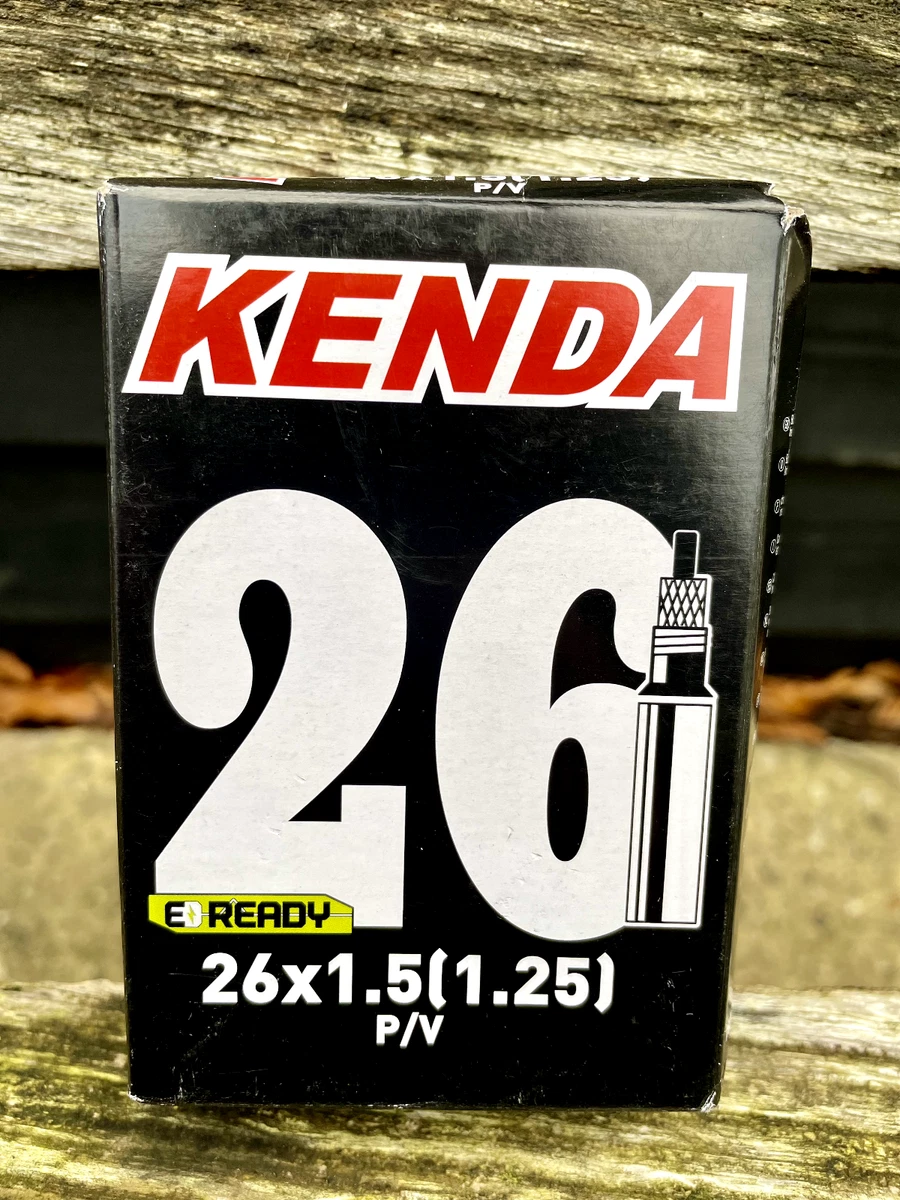 P/V
KENDA
26
E READY
26x1.5(1.25)
P/V